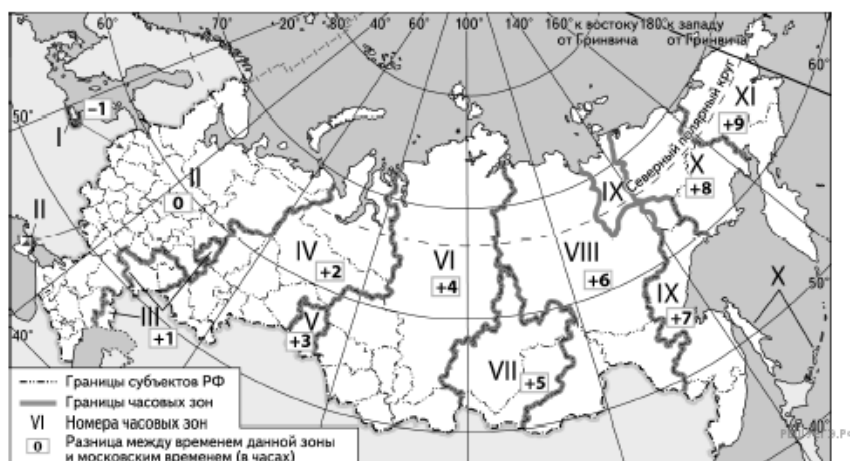 60° 70° 20° 30° 40° 60° 100° 140° 160° к востоку 180° к западу
от Гринвича от Гринвича
60°
50°
I
–1
Северный полярный круг
XI
+9
II
0
X
+8
IX
II
IV
+2
VI
+4
VIII
+6
IX
+7
X
50°
III
+1
V
+3
VII
+5
40°
40°
Границы субъектов РФ
Границы часовых зон
VI Номера часовых зон
0 Разница между временем данной зоны
и московским временем (в часах)